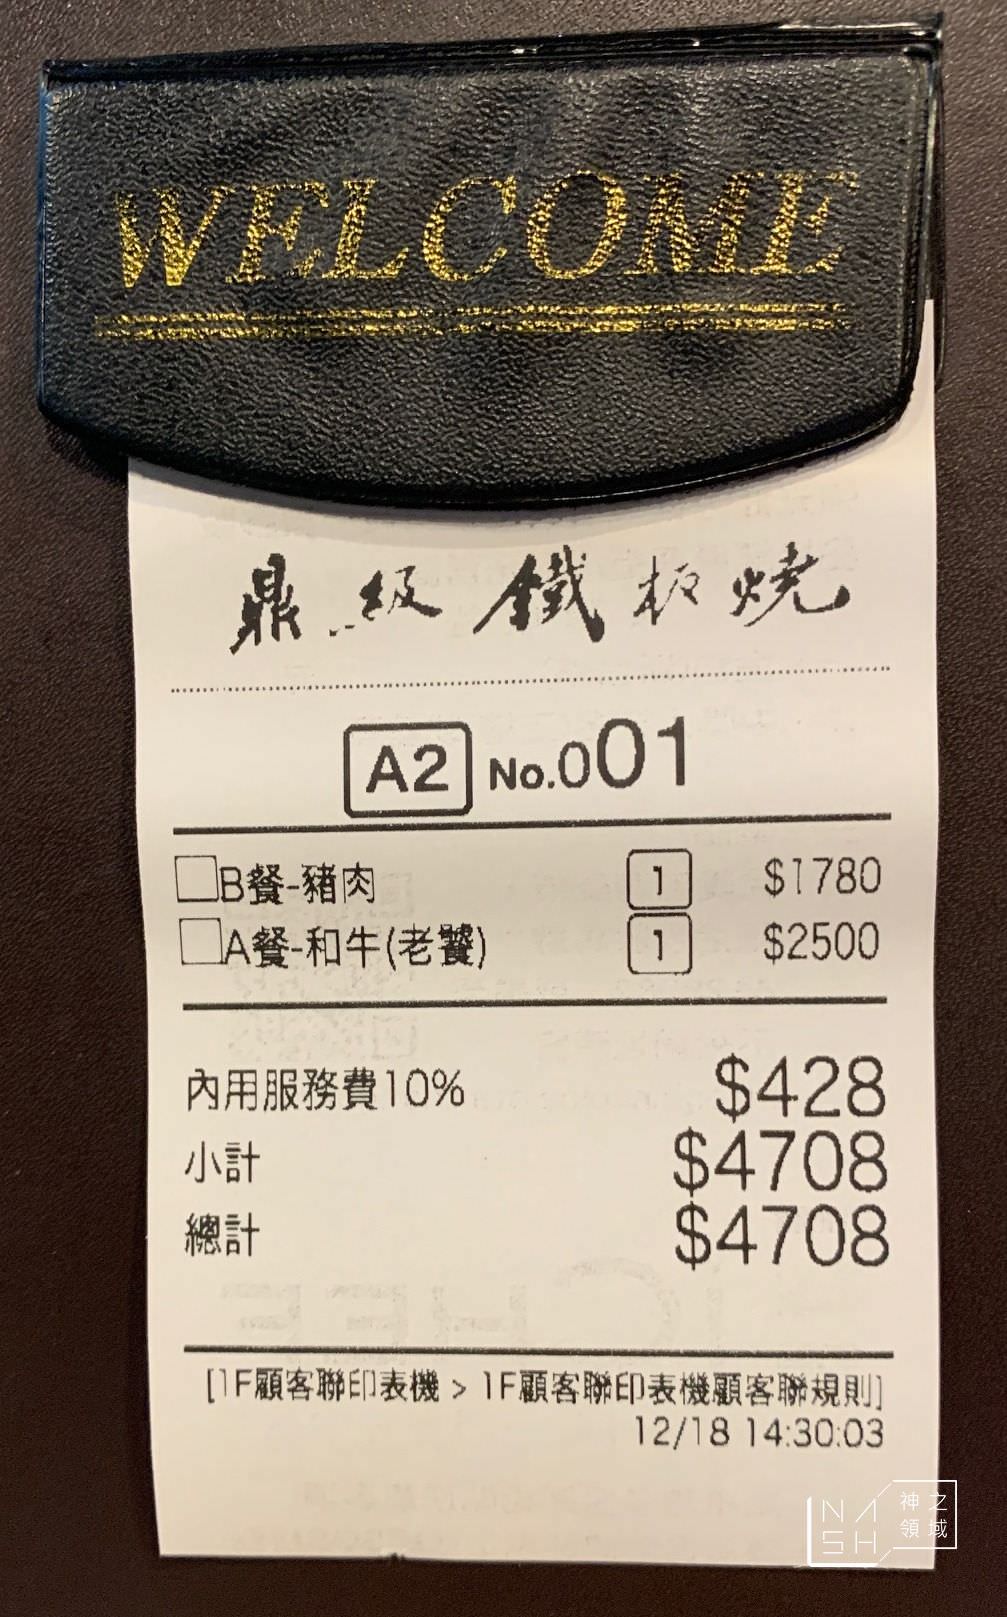 WELCOME
鼎級鐵板燒
A2 No.001
B餐-豬肉 1 $1780
A餐-和牛(老饕) 1 $2500
內用服務費10% $428
小計 $4708
總計 $4708
[1F顧客聯印表機 > 1F顧客聯印表機顧客聯規則]
12/18 14:30:03
NASH 神之領域